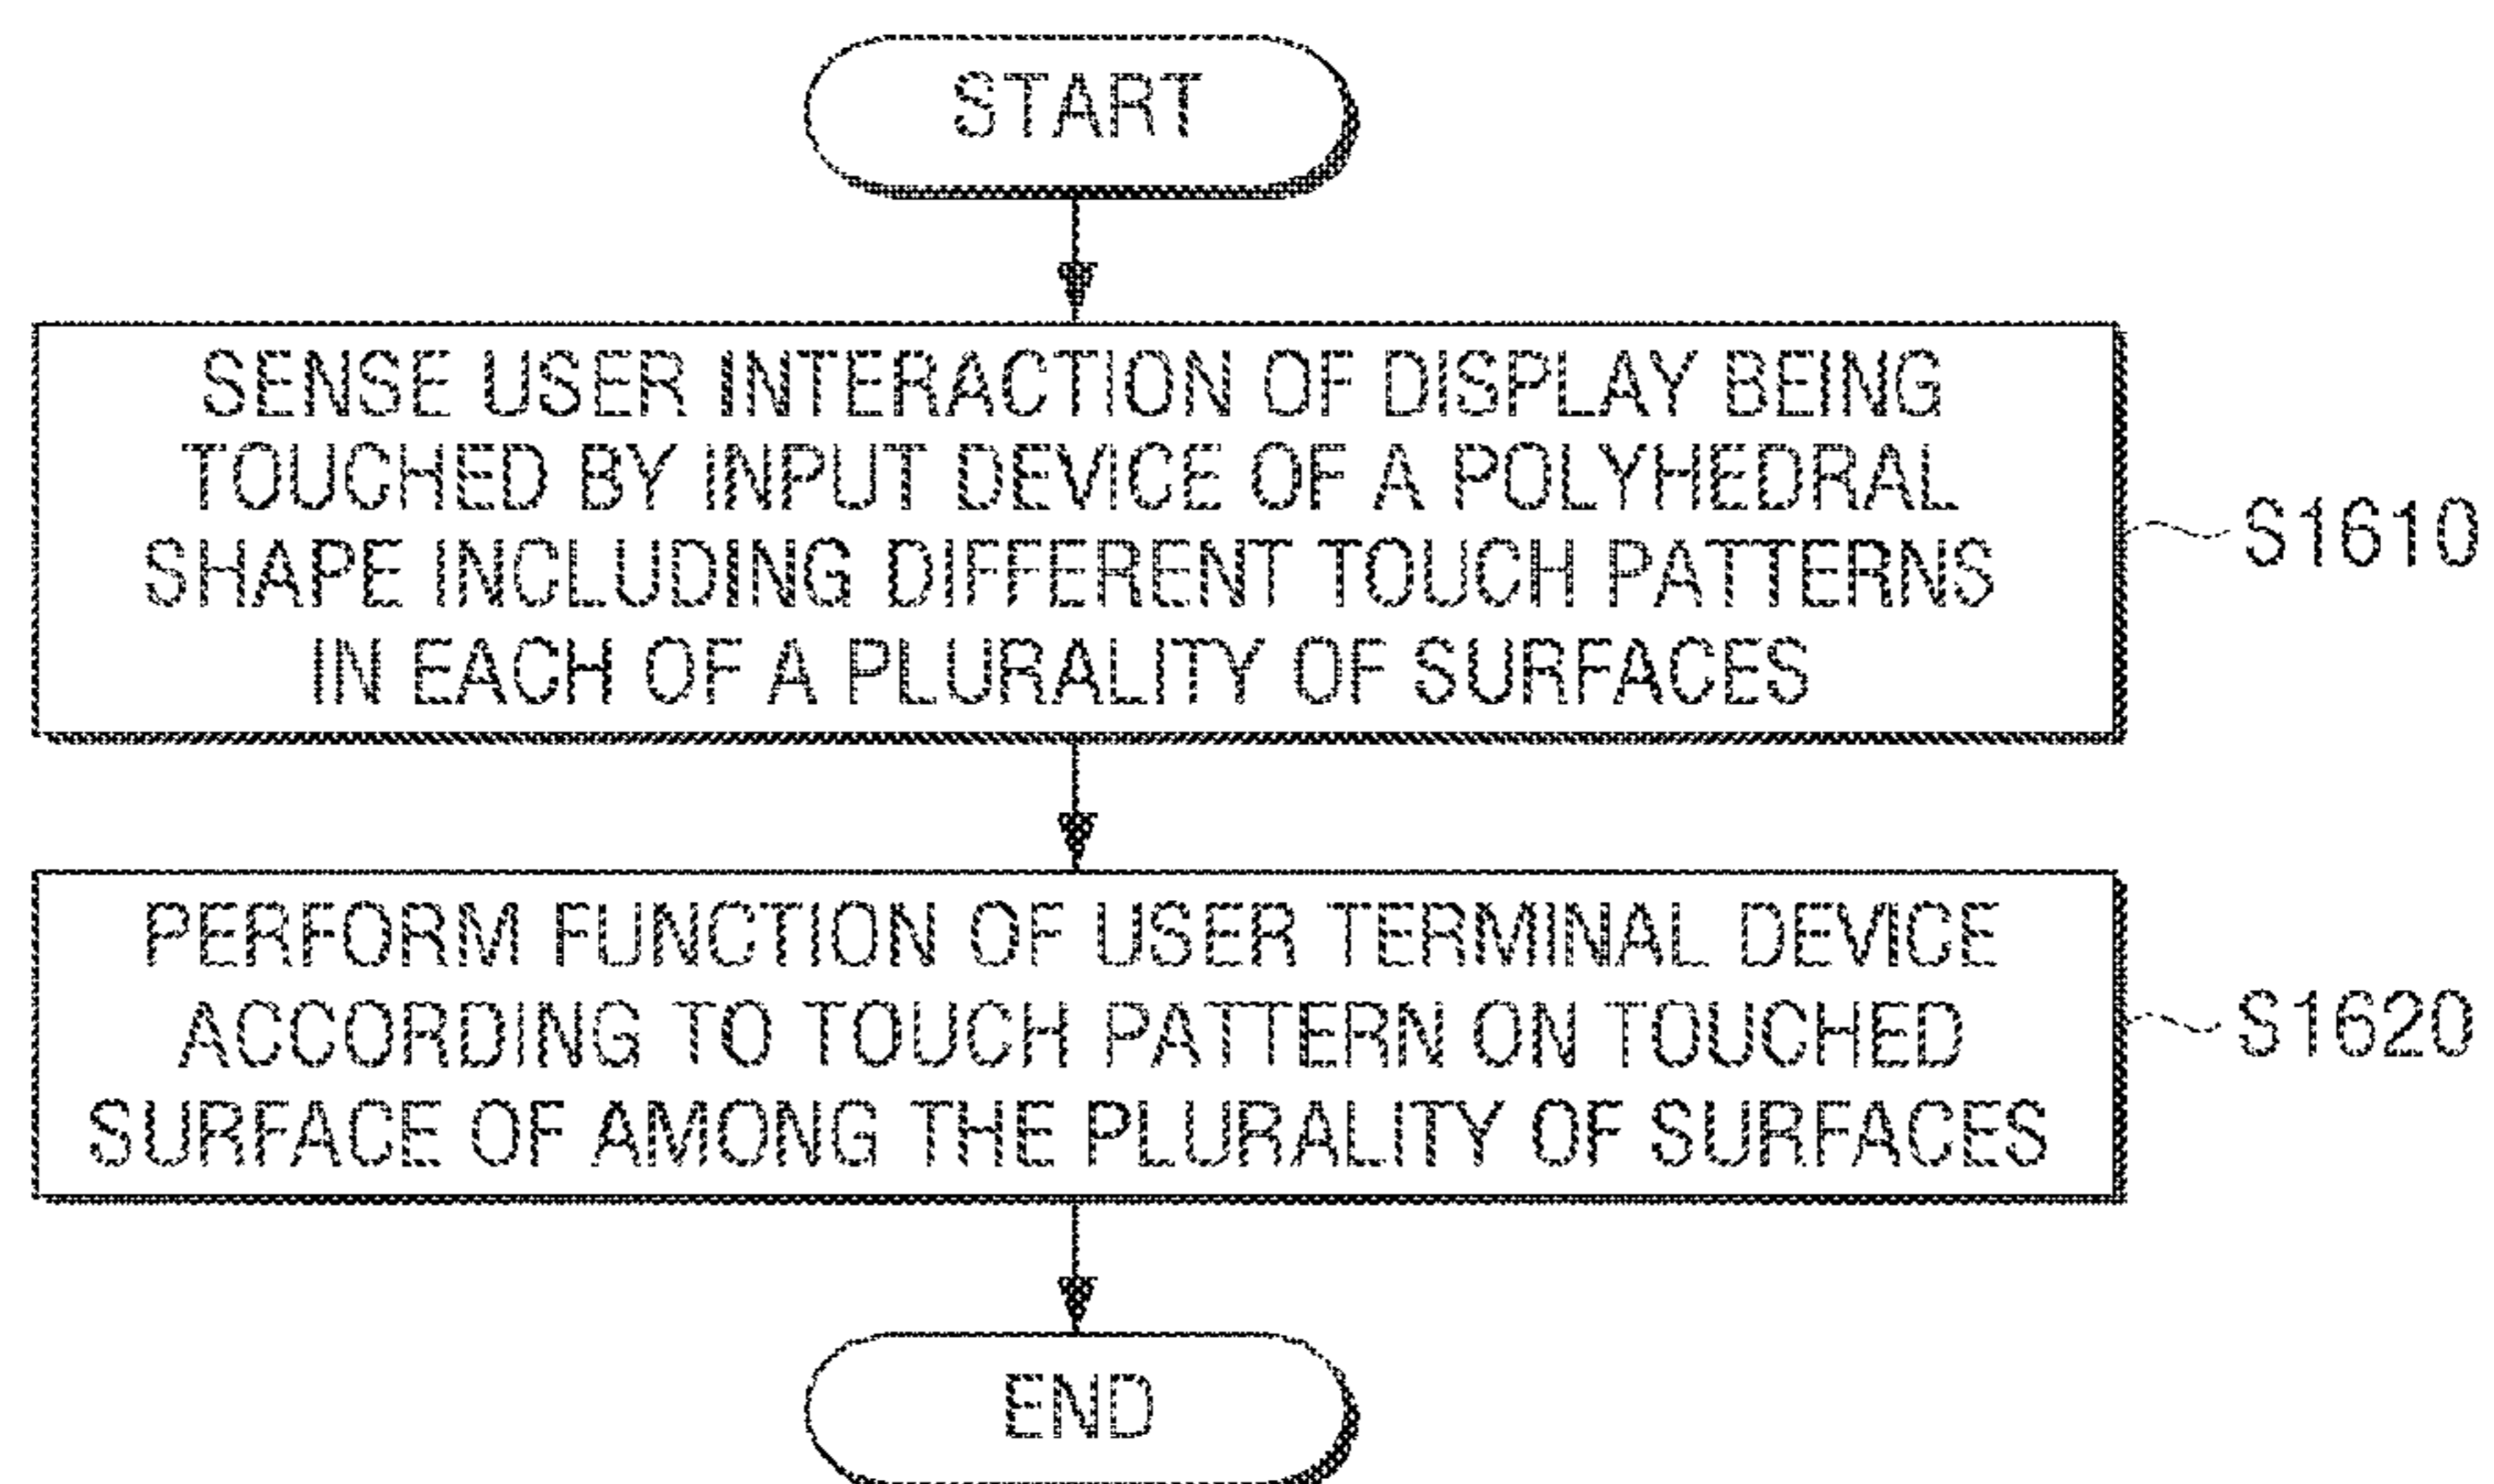 START
SENSE USER INTERACTION OF DISPLAY BEING
TOUCHED BY INPUT DEVICE OF A POLYHEDRAL
SHAPE INCLUDING DIFFERENT TOUCH PATTERNS
IN EACH OF A PLURALITY OF SURFACES
S1610
PERFORM FUNCTION OF USER TERMINAL DEVICE
ACCORDING TO TOUCH PATTERN ON TOUCHED
SURFACE OF AMONG THE PLURALITY OF SURFACES
S1620
END